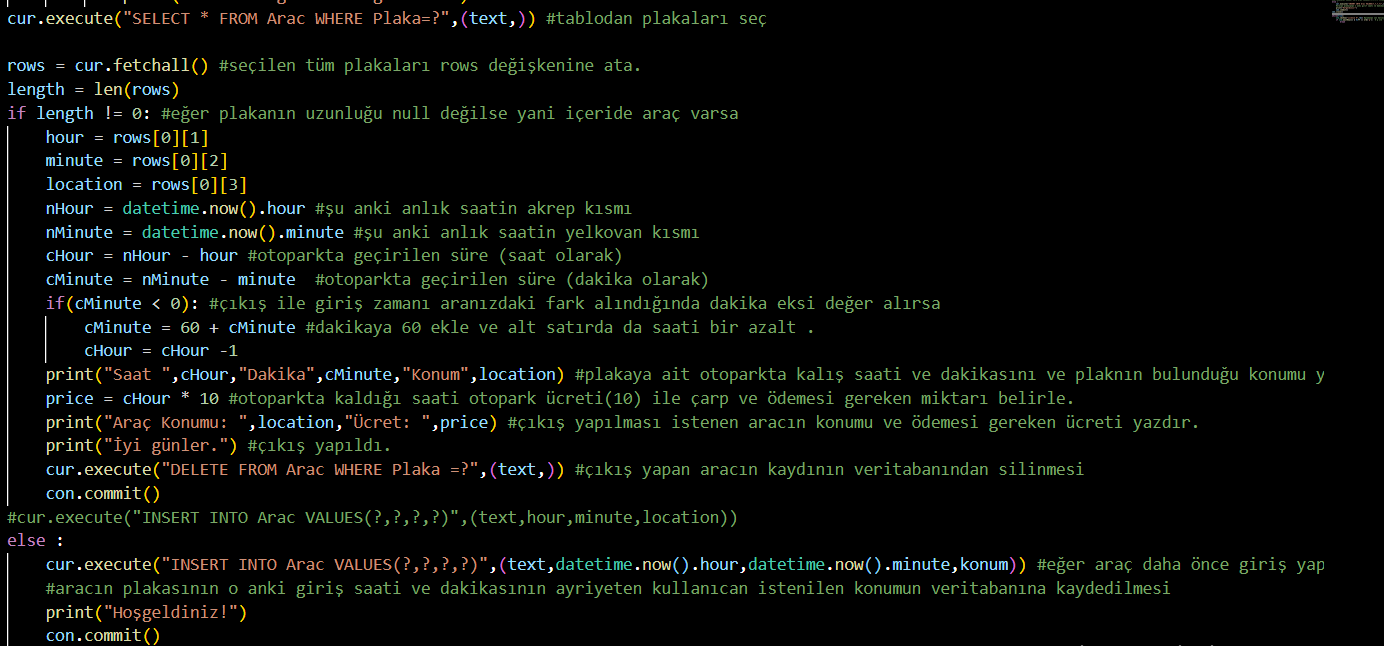 cur.execute("SELECT * FROM Arac WHERE Plaka=?",(text,)) #tablodan plakaları seç
rows = cur.fetchall() #seçilen tüm plakaları rows değişkenine ata.
length = len(rows)
if length != 0: #eğer plakanın uzunluğu null değilse yani içeride araç varsa
    hour = rows[0][1]
    minute = rows[0][2]
    location = rows[0][3]
    nHour = datetime.now().hour #şu anki anlık saatin akrep kısmı
    nMinute = datetime.now().minute #şu anki anlık saatin yelkovan kısmı
    cHour = nHour - hour #otoparkta geçirilen süre (saat olarak)
    cMinute = nMinute - minute  #otoparkta geçirilen süre (dakika olarak)
    if(cMinute < 0): #çıkış ile giriş zamanı aranızdaki fark alındığında dakika eksi değer alırsa
        cMinute = 60 + cMinute #dakikaya 60 ekle ve alt satırda da saati bir azalt .
        cHour = cHour -1
    print("Saat ",cHour,"Dakika",cMinute,"Konum",location) #plakaya ait otoparkta kalış saati ve dakikasını ve plaknın bulunduğu konumu y
    price = cHour * 10 #otoparkta kaldığı saati otopark ücreti(10) ile çarp ve ödemesi gereken miktarı belirle.
    print("Araç Konumu: ",location,"Ücret: ",price) #çıkış yapılması istenen aracın konumu ve ödemesi gereken ücreti yazdır.
    print("İyi günler.") #çıkış yapıldı.
    cur.execute("DELETE FROM Arac WHERE Plaka =?",(text,)) #çıkış yapan aracın kaydının veritabanından silinmesi
    con.commit()
#cur.execute("INSERT INTO Arac VALUES(?,?,?,?)",(text,hour,minute,location))
else :
    cur.execute("INSERT INTO Arac VALUES(?,?,?,?)",(text,datetime.now().hour,datetime.now().minute,konum)) #eğer araç daha önce giriş yap
    #aracın plakasının o anki giriş saati ve dakikasının ayriyeten kullanıcan istenilen konumun veritabanına kaydedilmesi
    print("Hoşgeldiniz!")
    con.commit()